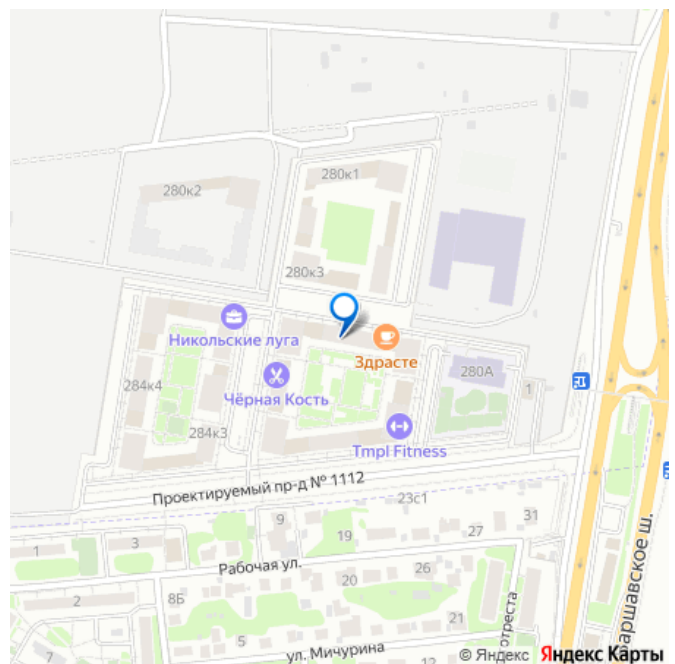 280к1
280к2
280к3
Никольские луга
Здрасте
280А
284к4
Чёрная Кость
1
284к3
Tmpl Fitness
Проектируемый пр-д № 1112
23с1
31
9
19
27
1
3
Рабочая ул.
26
20
8Б
2
21
7
5
ул. Мичурина
отреста
аршавское ш.
© Яндекс Яндекс Карты